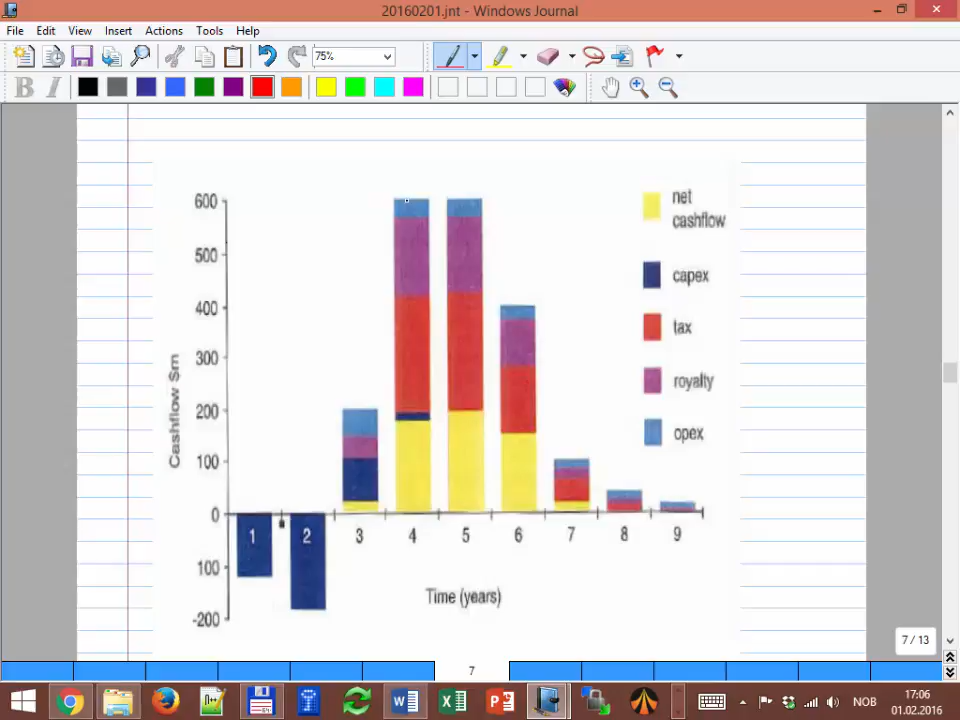 20160201.jnt - Windows Journal
File Edit View Insert Actions Tools Help
75%
B I
600
500
400
300
200
100
0
100
-200
Cashflow $m
1 2 3 4 5 6 7 8 9
Time (years)
net
cashflow
capex
tax
royalty
opex
7 / 13
7
NOB
17:06
01.02.2016